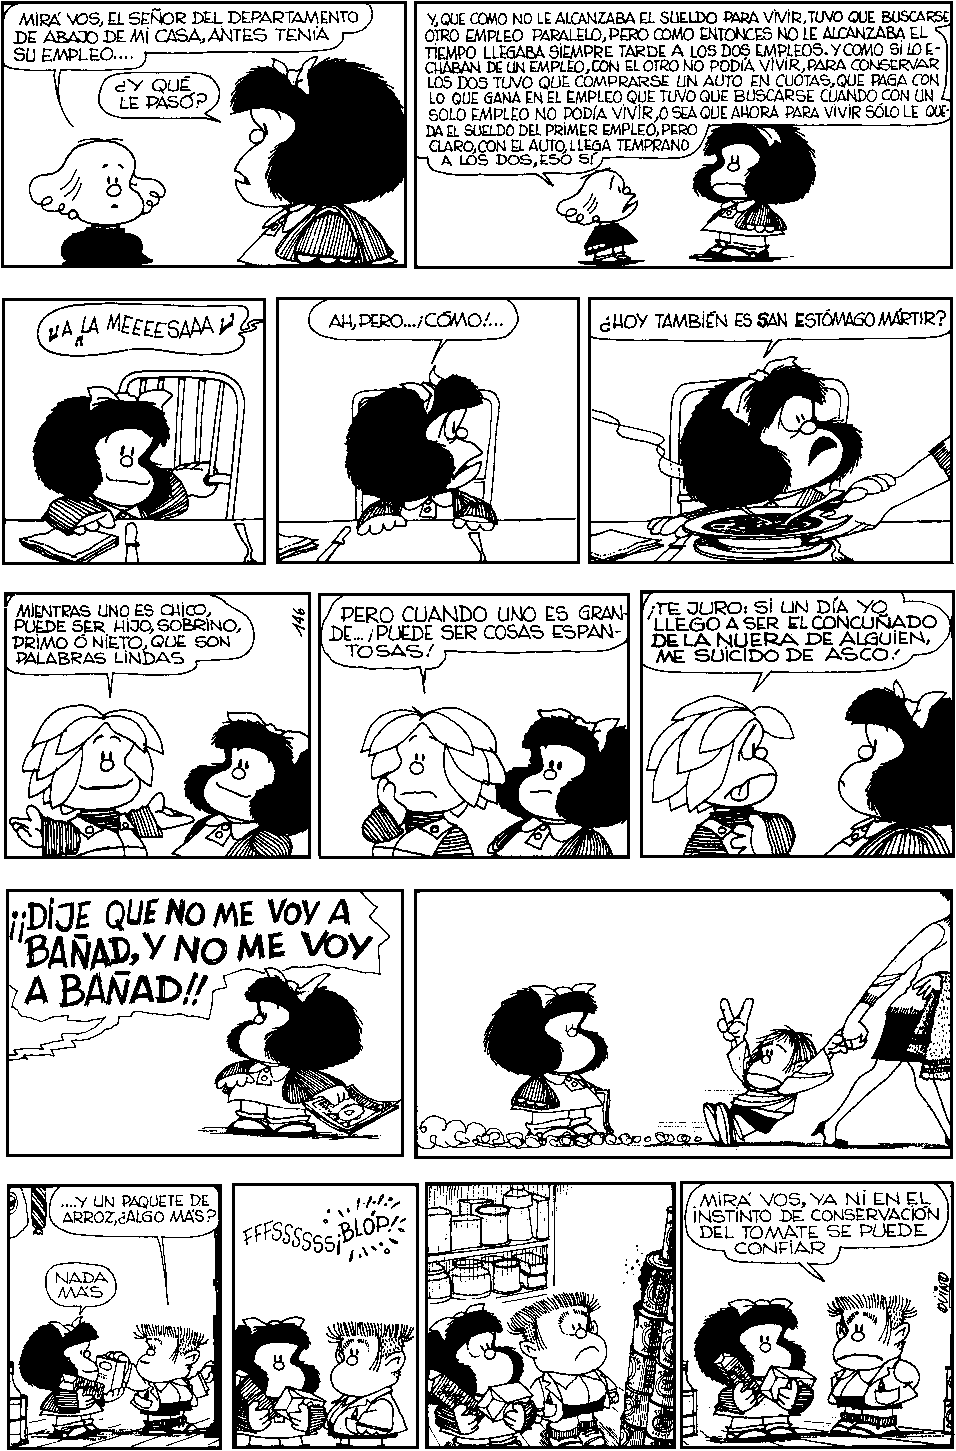 MIRÁ VOS, EL SEÑOR DEL DEPARTAMENTO
DE ABAJO DE MI CASA, ANTES TENÍA
SU EMPLEO....
¿Y QUÉ
LE PASÓ?
Y, QUE COMO NO LE ALCANZABA EL SUELDO PARA VIVIR, TUVO QUE BUSCARSE
OTRO EMPLEO PARALELO, PERO COMO ENTONCES NO LE ALCANZABA EL
TIEMPO LLEGABA SIEMPRE TARDE A LOS DOS EMPLEOS. Y COMO SI LO E-
CHABAN DE UN EMPLEO, CON EL OTRO NO PODÍA VIVIR, PARA CONSERVAR
LOS DOS TUVO QUE COMPRARSE UN AUTO EN CUOTAS, QUE PAGA CON
LO QUE GANA EN EL EMPLEO QUE TUVO QUE BUSCARSE CUANDO CON UN
SOLO EMPLEO NO PODÍA VIVIR, O SEA QUE AHORA PARA VIVIR SÓLO LE QUE-
DA EL SUELDO DEL PRIMER EMPLEO, PERO
CLARO, CON EL AUTO, LLEGA TEMPRANO
A LOS DOS, ESO SÍ
¡A LA MEEEESAAA!
AH, PERO...¡CÓMO!...
¿HOY TAMBIÉN ES SAN ESTÓMAGO MÁRTIR?
MIENTRAS UNO ES CHICO,
PUEDE SER HIJO, SOBRINO,
PRIMO Ó NIETO, QUE SON
PALABRAS LINDAS
146
PERO CUANDO UNO ES GRAN-
DE...¡PUEDE SER COSAS ESPAN-
TOSAS!
¡TE JURO: SI UN DÍA YO
LLEGO A SER EL CONCUÑADO
DE LA NUERA DE ALGUIEN,
ME SUICIDO DE ASCO!
¡¡DIJE QUE NO ME VOY A
BAÑAD, Y NO ME VOY
A BAÑAD!!
....Y UN PAQUETE DE
ARROZ, ¿ALGO MÁS?
NADA
MÁS
FFFSSSSSS ¡BLOP!
MIRÁ VOS, YA NI EN EL
INSTINTO DE CONSERVACIÓN
DEL TOMATE SE PUEDE
CONFIAR
QUINO